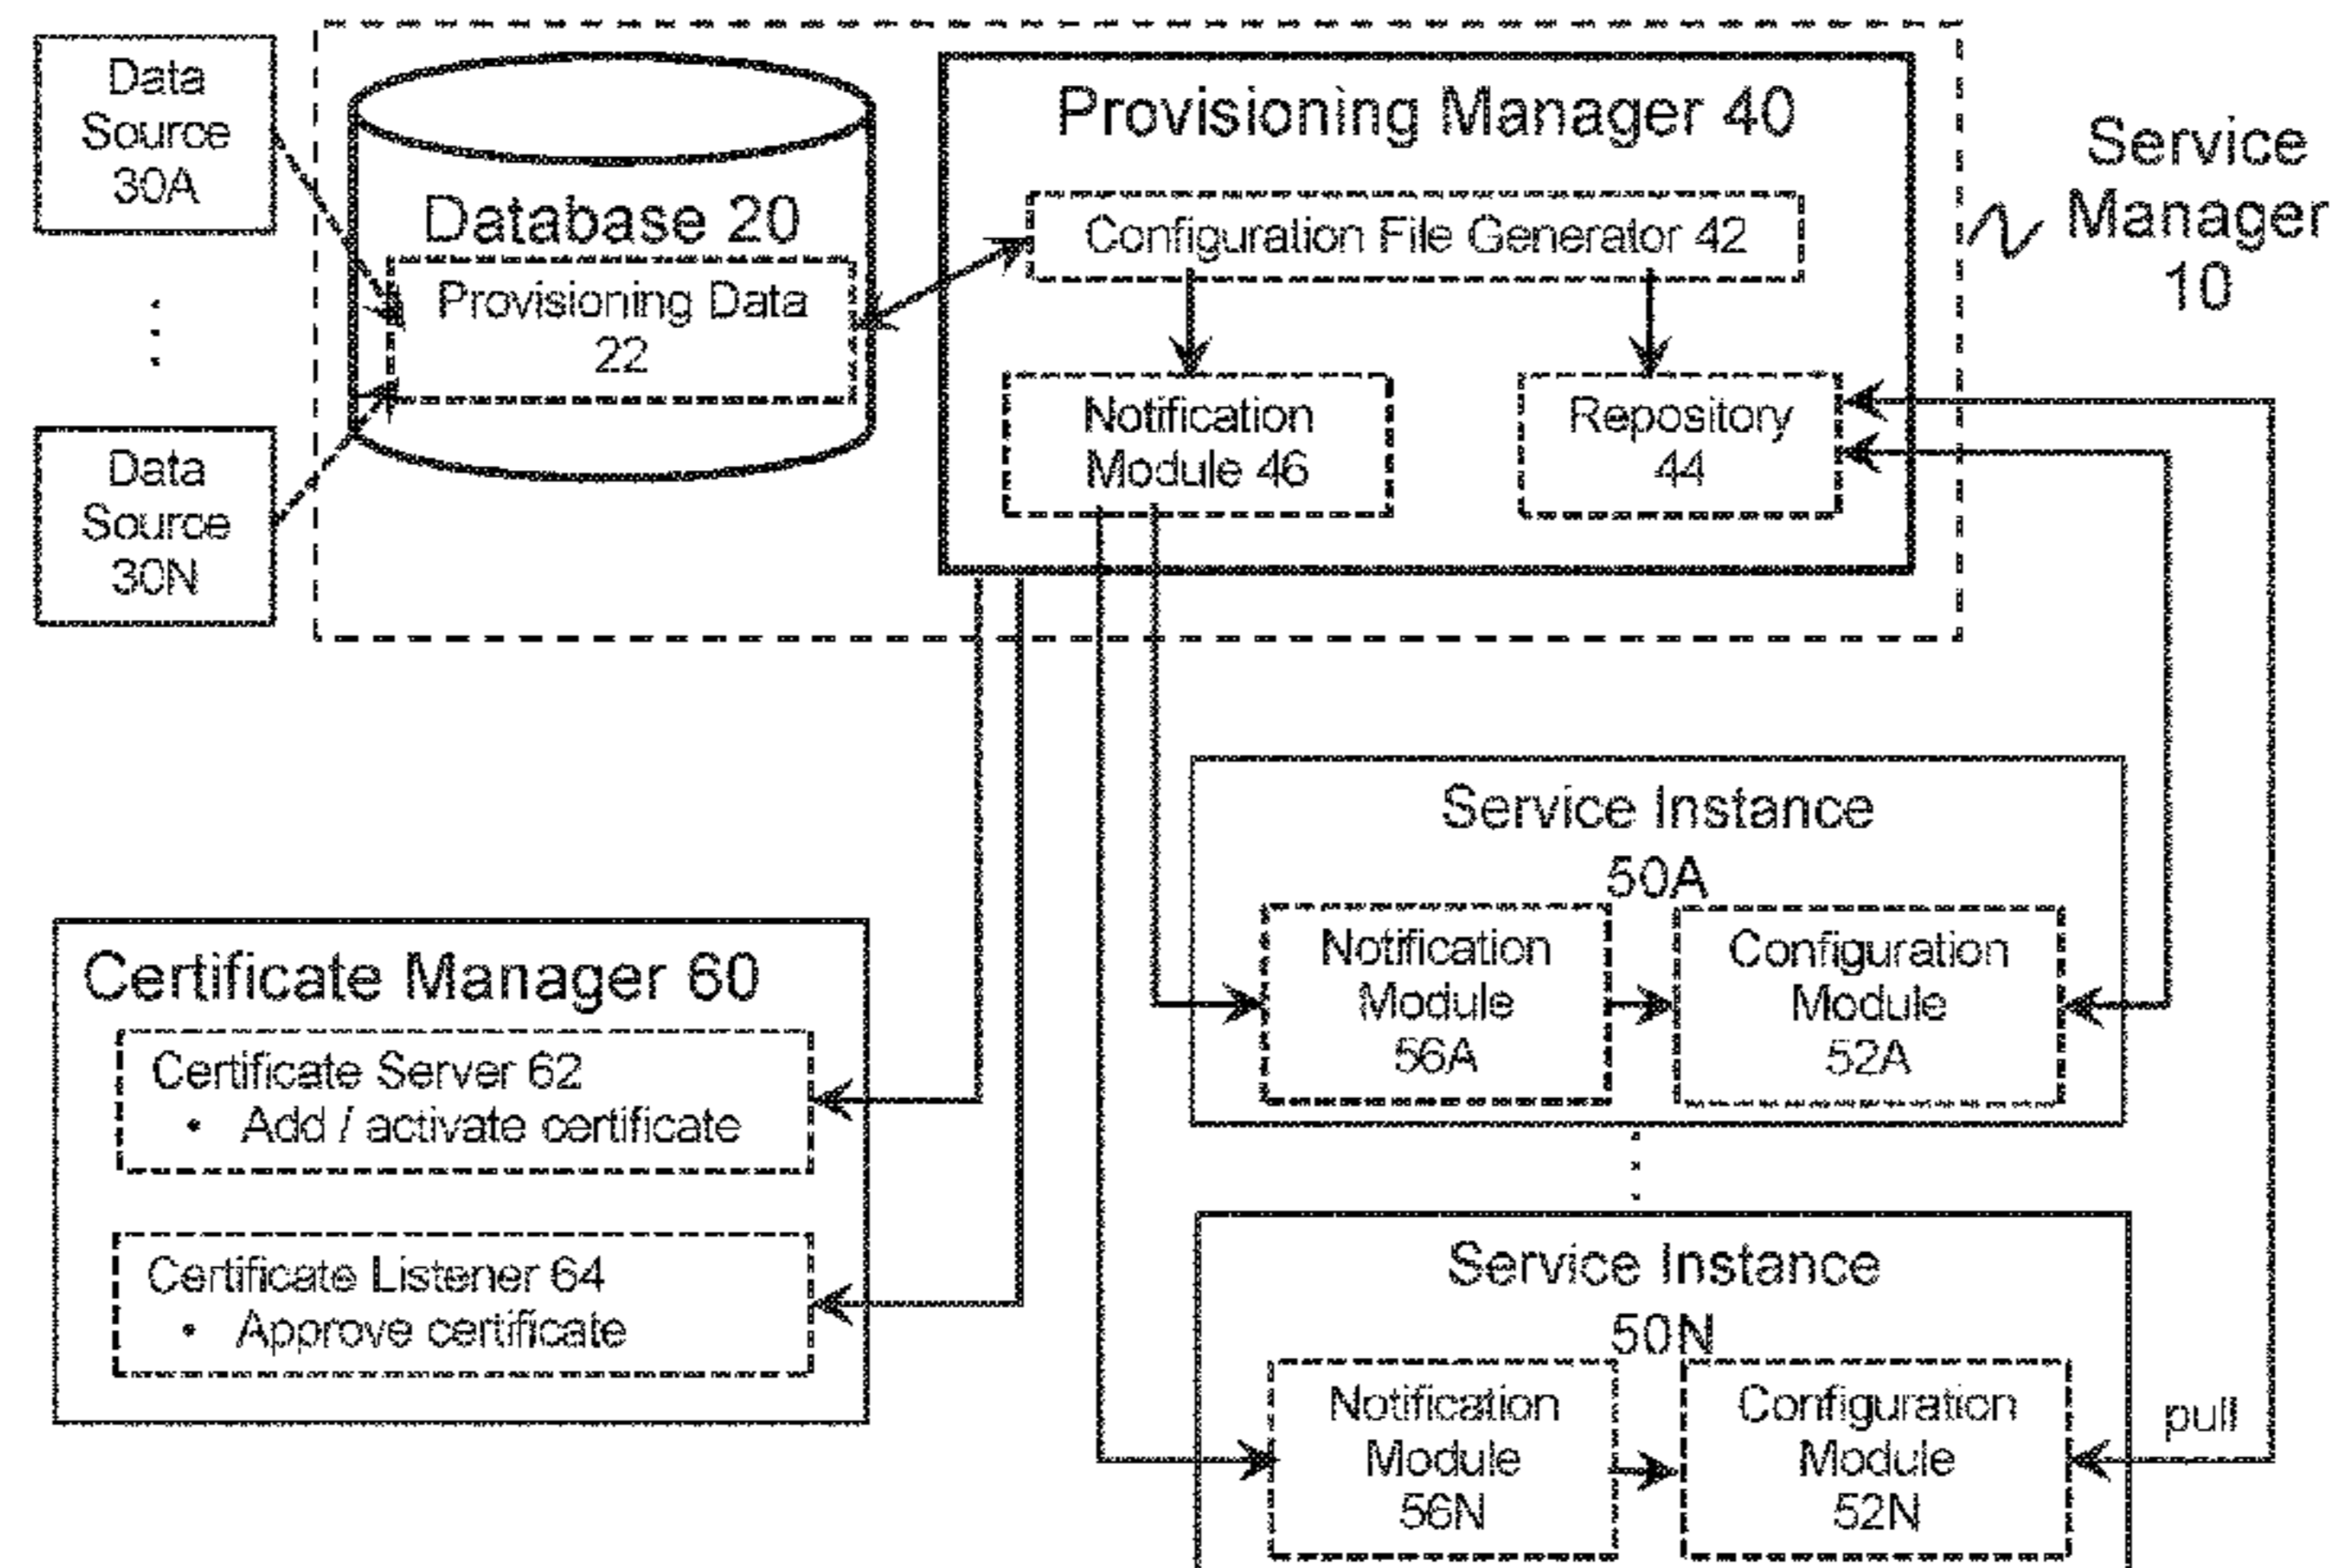 Data
Source
30A
Data
Source
30N
Database 20
Provisioning Data
22
Provisioning Manager 40
Configuration File Generator 42
Notification
Module 46
Repository
44
Service
Manager
10
Certificate Manager 60
Certificate Server 62
• Add / activate certificate
Certificate Listener 64
• Approve certificate
Service Instance
50A
Notification
Module
56A
Configuration
Module
52A
Service Instance
50N
Notification
Module
56N
Configuration
Module
52N
pull